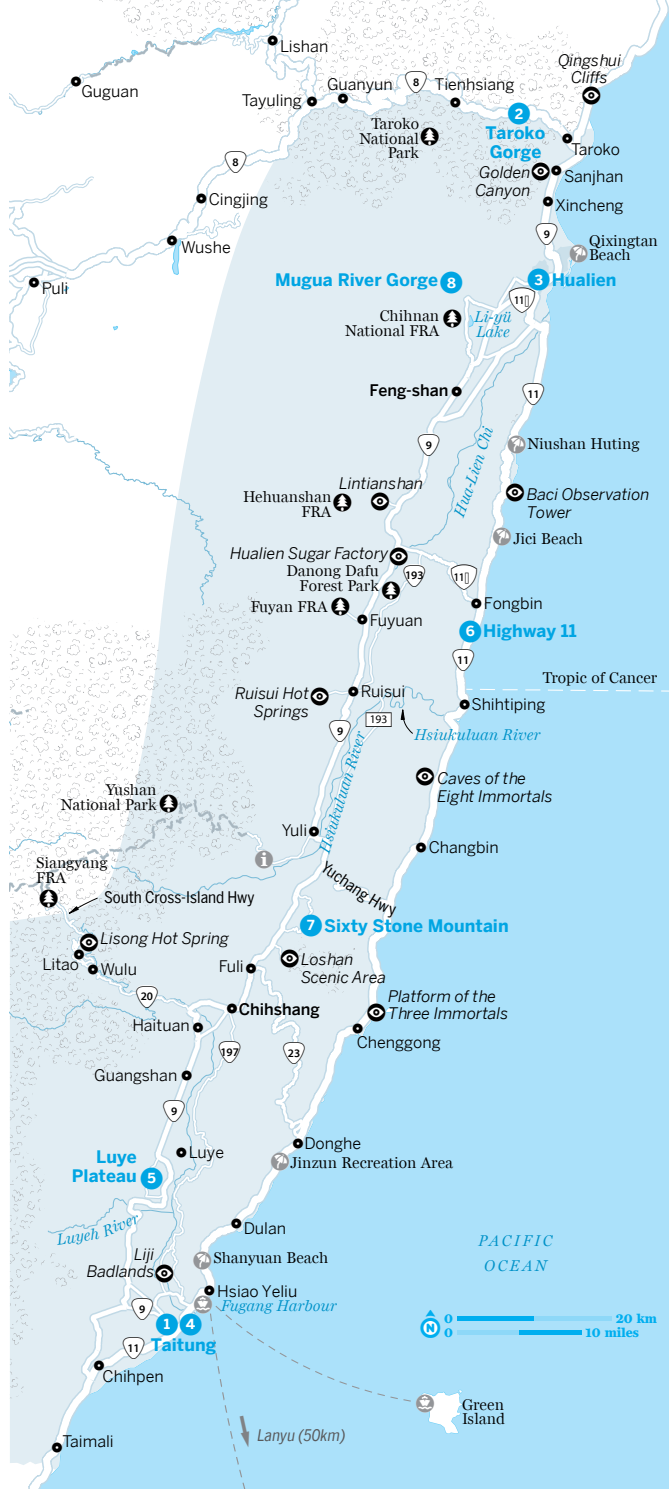 Lishan
Qingshui
Cliffs
Guguan
Guanyun
8
Tienhsiang
Tayuling
2
Taroko
Gorge
Taroko
National
Park
Taroko
8
Golden
Canyon
Sanjhan
Cingjing
Xincheng
9
Wushe
Qixingtan
Beach
Puli
Mugua River Gorge 8
3 Hualien
11
Chihnan
National FRA
Li-yü
Lake
Feng-shan
11
9
Hua-Lien Chi
Niushan Huting
Lintianshan
Hehuanshan
FRA
Baci Observation
Tower
Jici Beach
Hualien Sugar Factory
Danong Dafu
Forest Park
193
11
Fuyan FRA
Fongbin
Fuyuan
6 Highway 11
11
Tropic of Cancer
Ruisui Hot
Springs
Ruisui
Shihtiping
193
9
Hsiukuluan River
Hsiukuluan River
Caves of the
Eight Immortals
Yushan
National Park
Yuli
Changbin
i
Siangyang
FRA
Yuchang Hwy
South Cross-Island Hwy
7 Sixty Stone Mountain
Lisong Hot Spring
Litao
Wulu
Fuli
Loshan
Scenic Area
20
Chihshang
Platform of the
Three Immortals
Haituan
Chenggong
197
23
Guangshan
9
Donghe
Luye
Jinzun Recreation Area
Luye
Plateau 5
Luyeh River
Dulan
PACIFIC
OCEAN
Liji
Badlands
Shanyuan Beach
Hsiao Yeliu
9
Fugang Harbour
1 4
Taitung
N
0 20 km
0 10 miles
11
Chihpen
Green
Island
Lanyu (50km)
Taimali